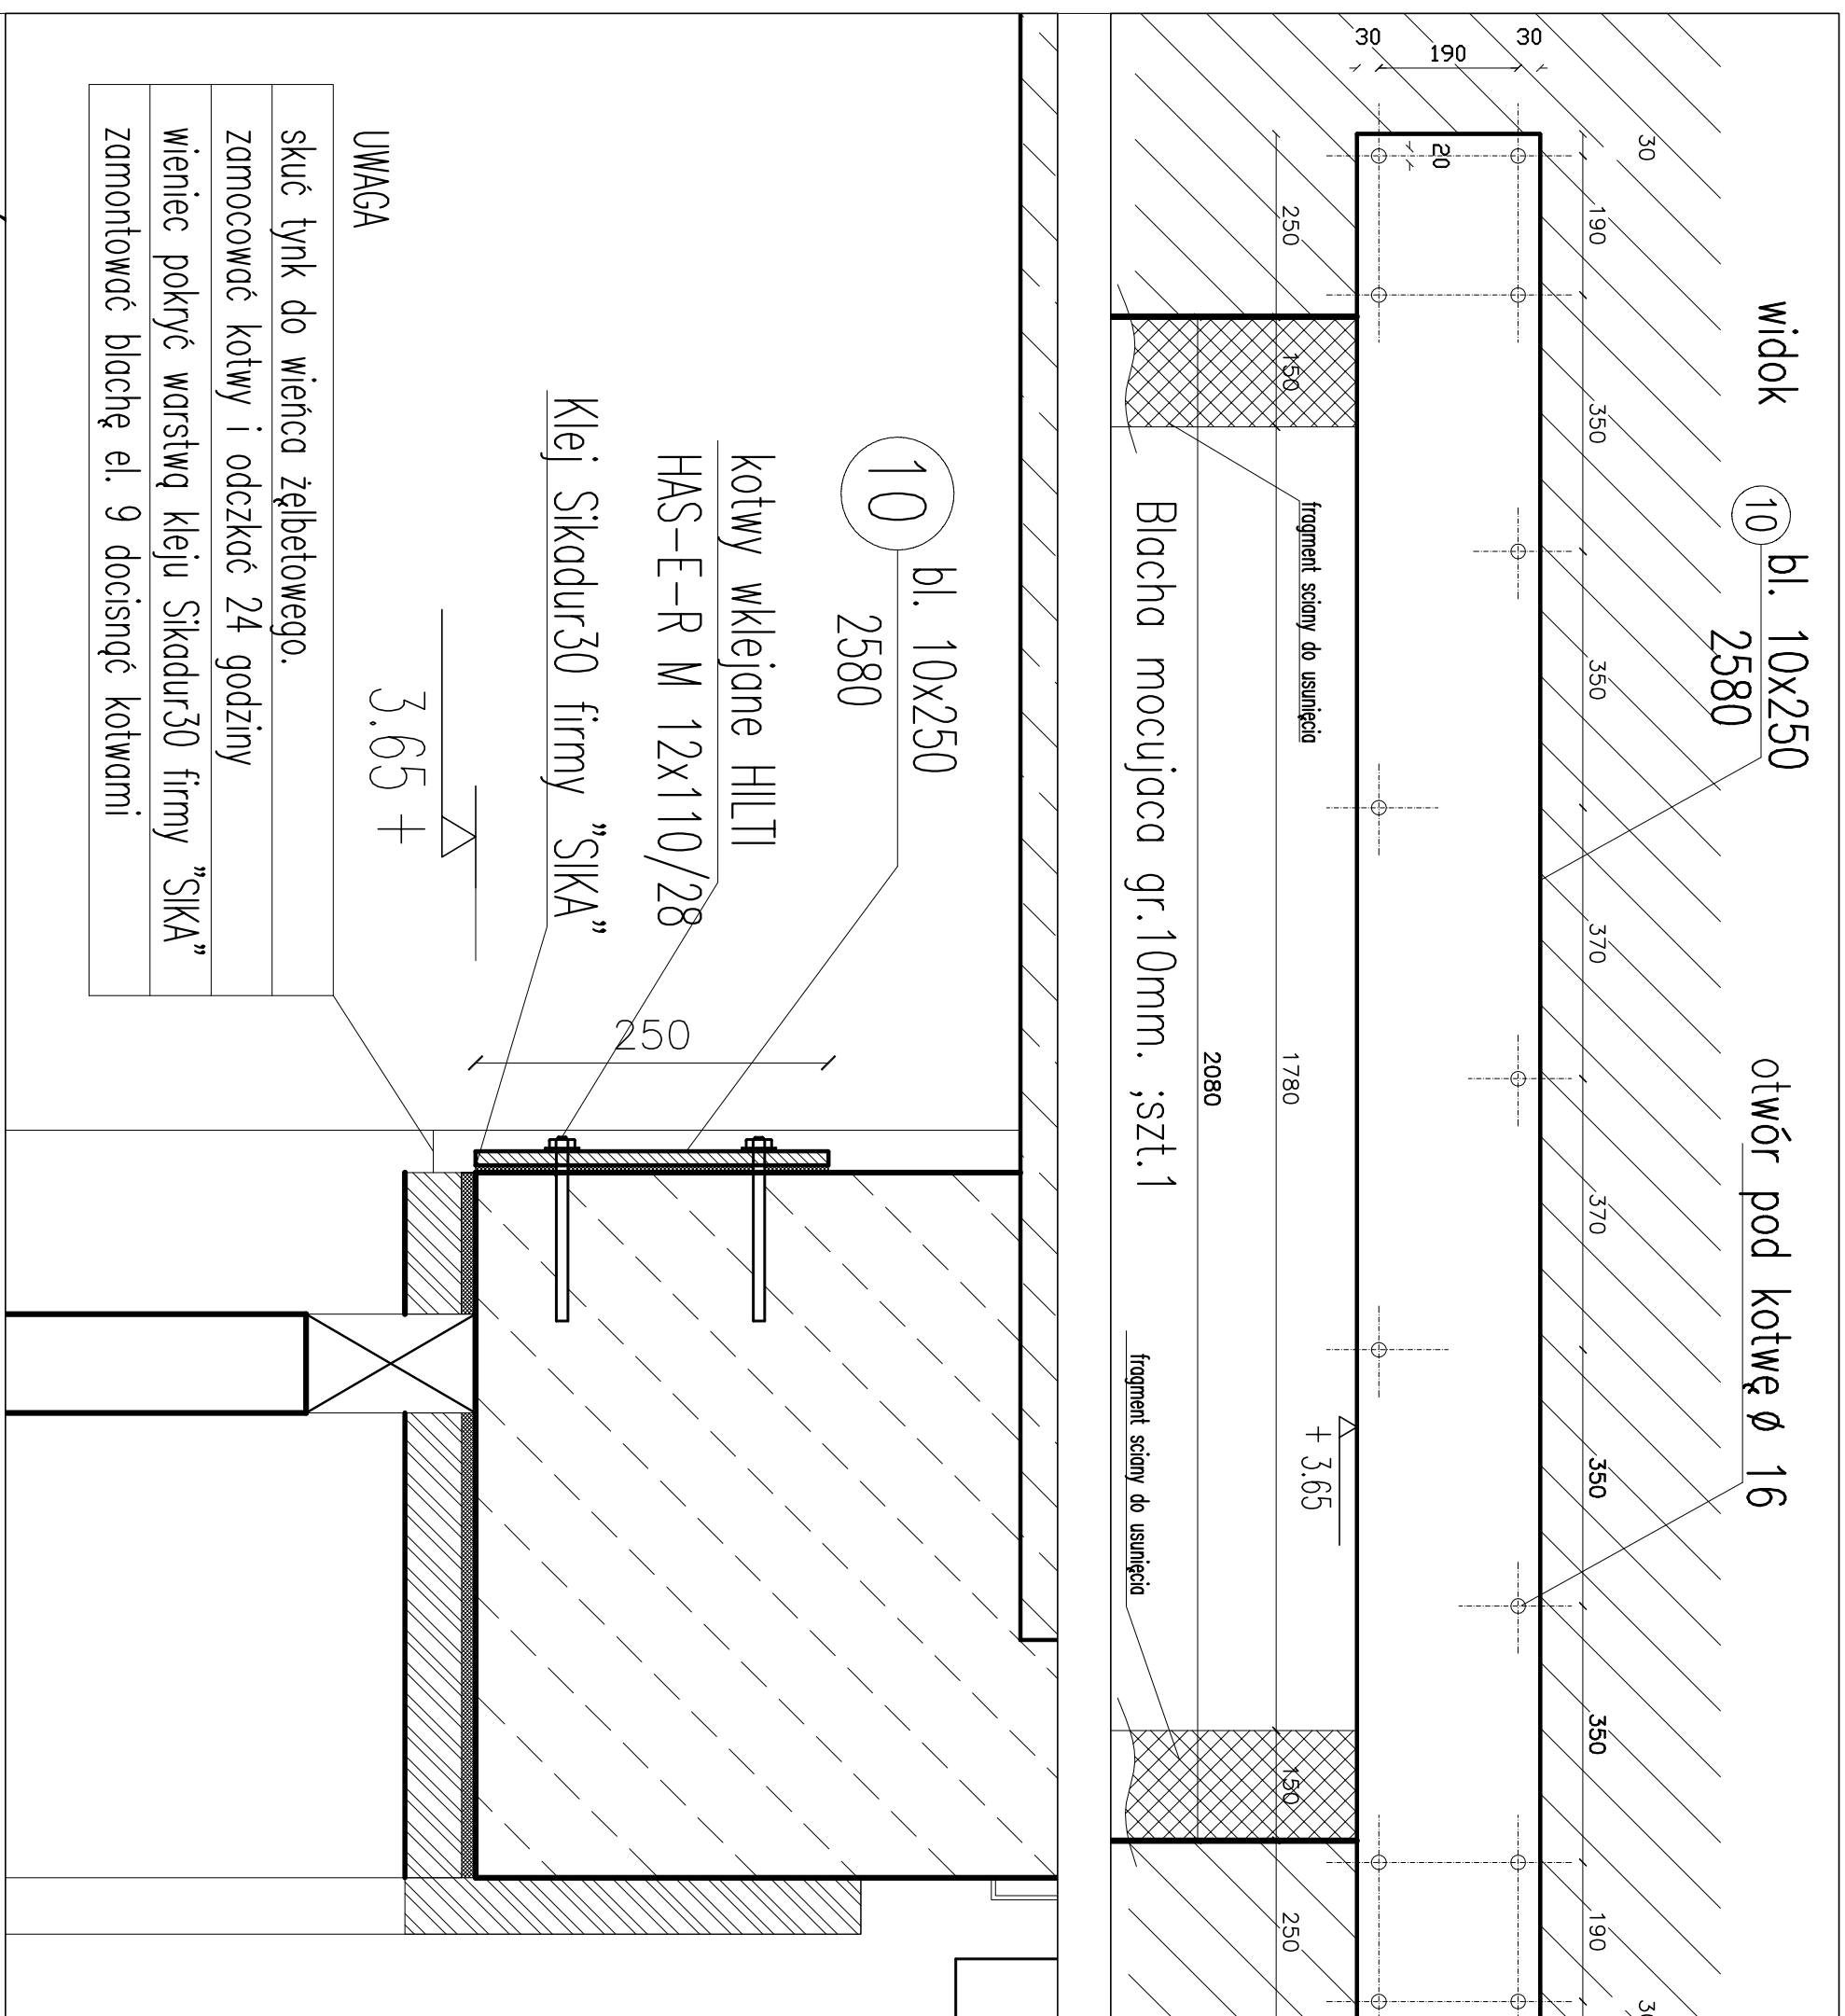 widok
10
bl. 10x250
2580
otwór pod kotwę ø 16
30
190
350
350
370
370
350
350
190
30
190
30
20
250
150
1780
150
250
2080
fragment sciany do usunięcia
fragment sciany do usunięcia
+ 3.65
Blacha mocujaca gr.10mm. ;szt.1
10
bl. 10x250
2580
kotwy wklejane HILTI
HAS-E-R M 12x110/28
Klej Sikadur30 firmy "SIKA"
3.65 +
250
UWAGA
skuć tynk do wieńca żęlbetowego.
zamocować kotwy i odczkać 24 godziny
wieniec pokryć warstwą kleju Sikadur30 firmy "SIKA"
zamontować blachę el. 9 docisnąć kotwami